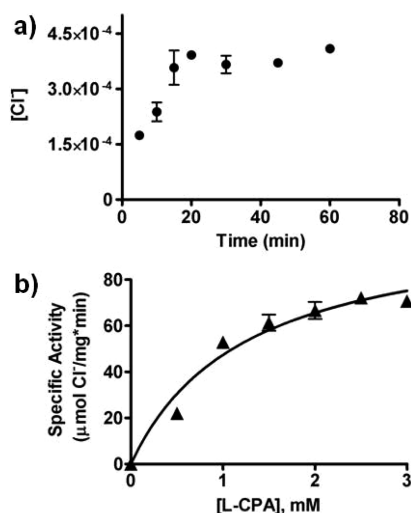 a)
[Cl⁻]
4.5×10⁻⁴
3.0×10⁻⁴
1.5×10⁻⁴
0
0 20 40 60 80
Time (min)
b)
Specific Activity
(μmol Cl⁻/mg*min)
80
60
40
20
0
0 1 2 3
[L-CPA], mM